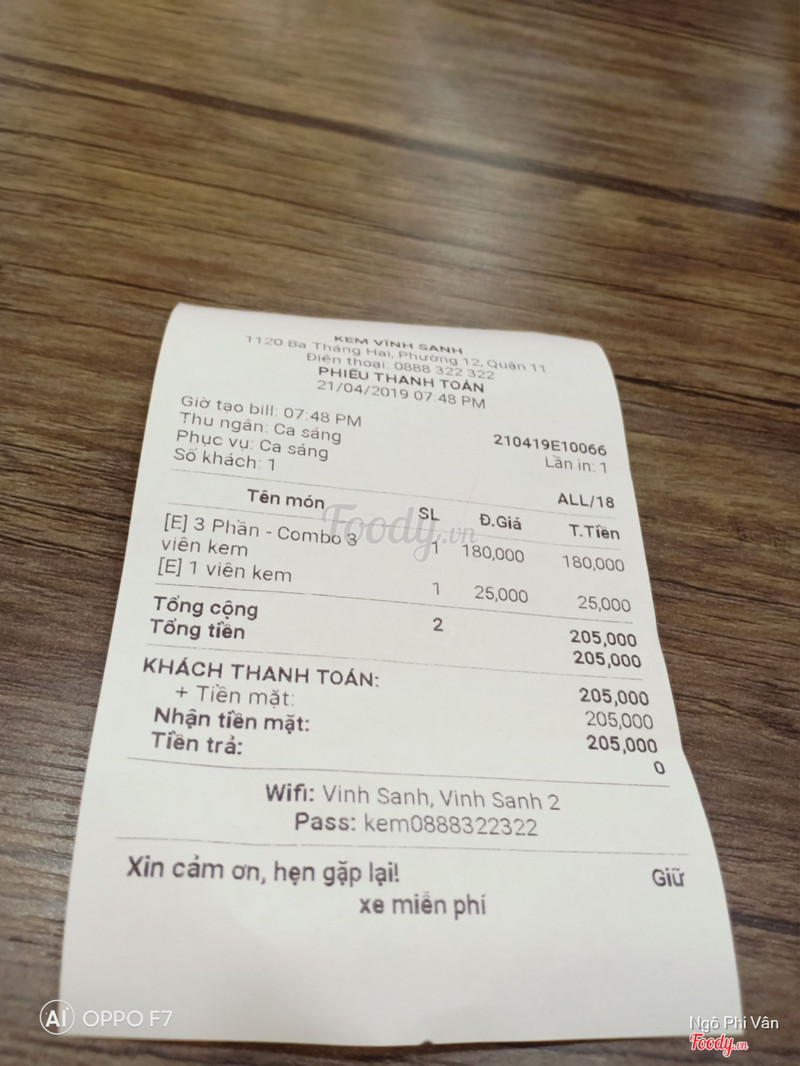 KEM VĨNH SANH
1120 Ba Tháng Hai, Phường 12, Quận 11
Điện thoại: 0888 322 322
PHIẾU THANH TOÁN
21/04/2019 07:48 PM
Giờ tạo bill: 07:48 PM
Thu ngân: Ca sáng 210419E10066
Phục vụ: Ca sáng Lần in: 1
Số khách: 1 ALL/18
Tên món SL Đ.Giá T.Tiền
[E] 3 Phần - Combo 3 1 180,000 180,000
viên kem
[E] 1 viên kem 1 25,000 25,000
Tổng cộng 2 205,000
Tổng tiền 205,000
KHÁCH THANH TOÁN: 205,000
+ Tiền mặt: 205,000
Nhận tiền mặt: 205,000
Tiền trả: 0
Wifi: Vinh Sanh, Vinh Sanh 2
Pass: kem0888322322
Xin cảm ơn, hẹn gặp lại! Giữ
xe miễn phí
Foody.vn
AI OPPO F7
Ngô Phi Vân
Foody.vn